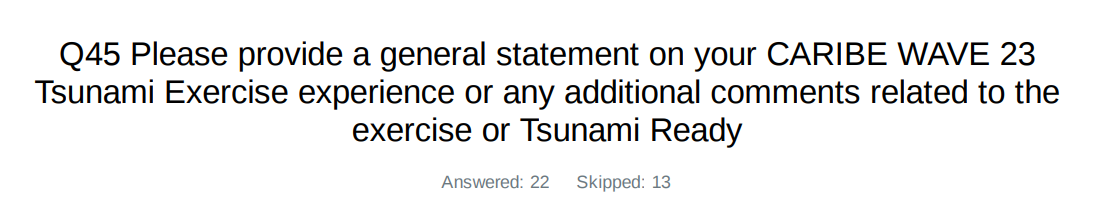 Q45 Please provide a general statement on your CARIBE WAVE 23
Tsunami Exercise experience or any additional comments related to the
exercise or Tsunami Ready
Answered: 22 Skipped: 13